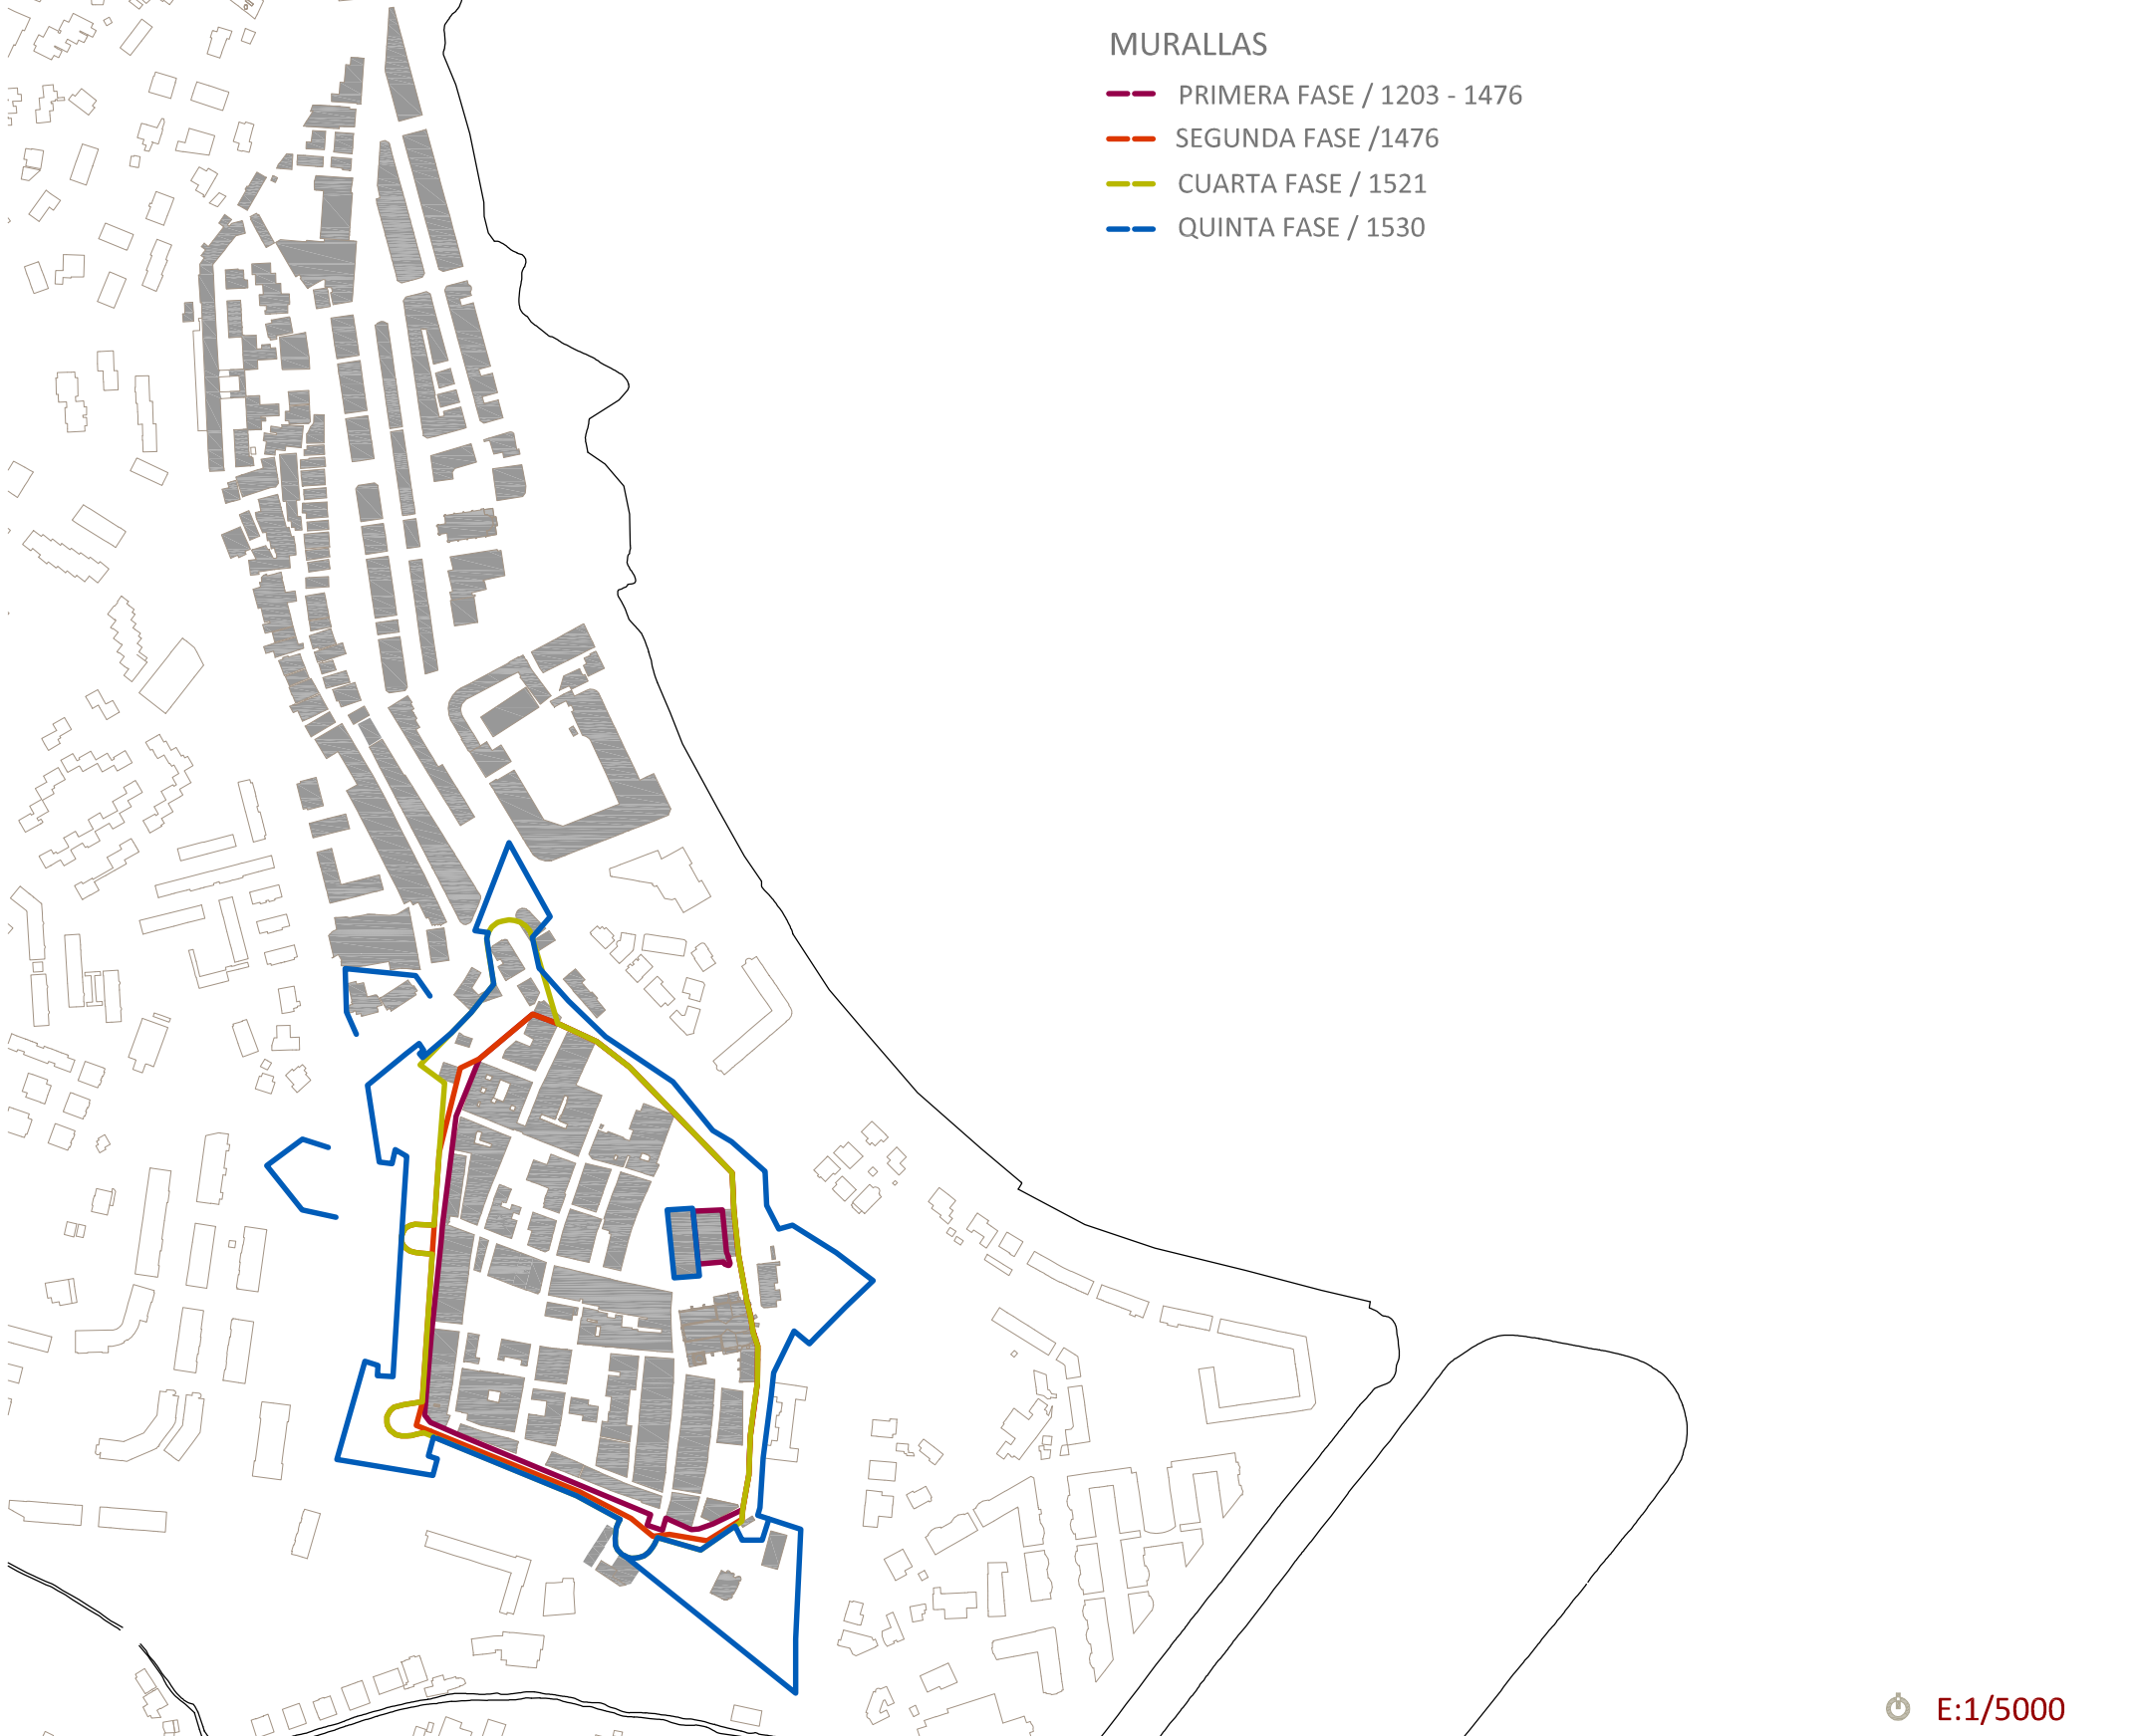 MURALLAS
PRIMERA FASE / 1203 - 1476
SEGUNDA FASE /1476
CUARTA FASE / 1521
QUINTA FASE / 1530
E:1/5000